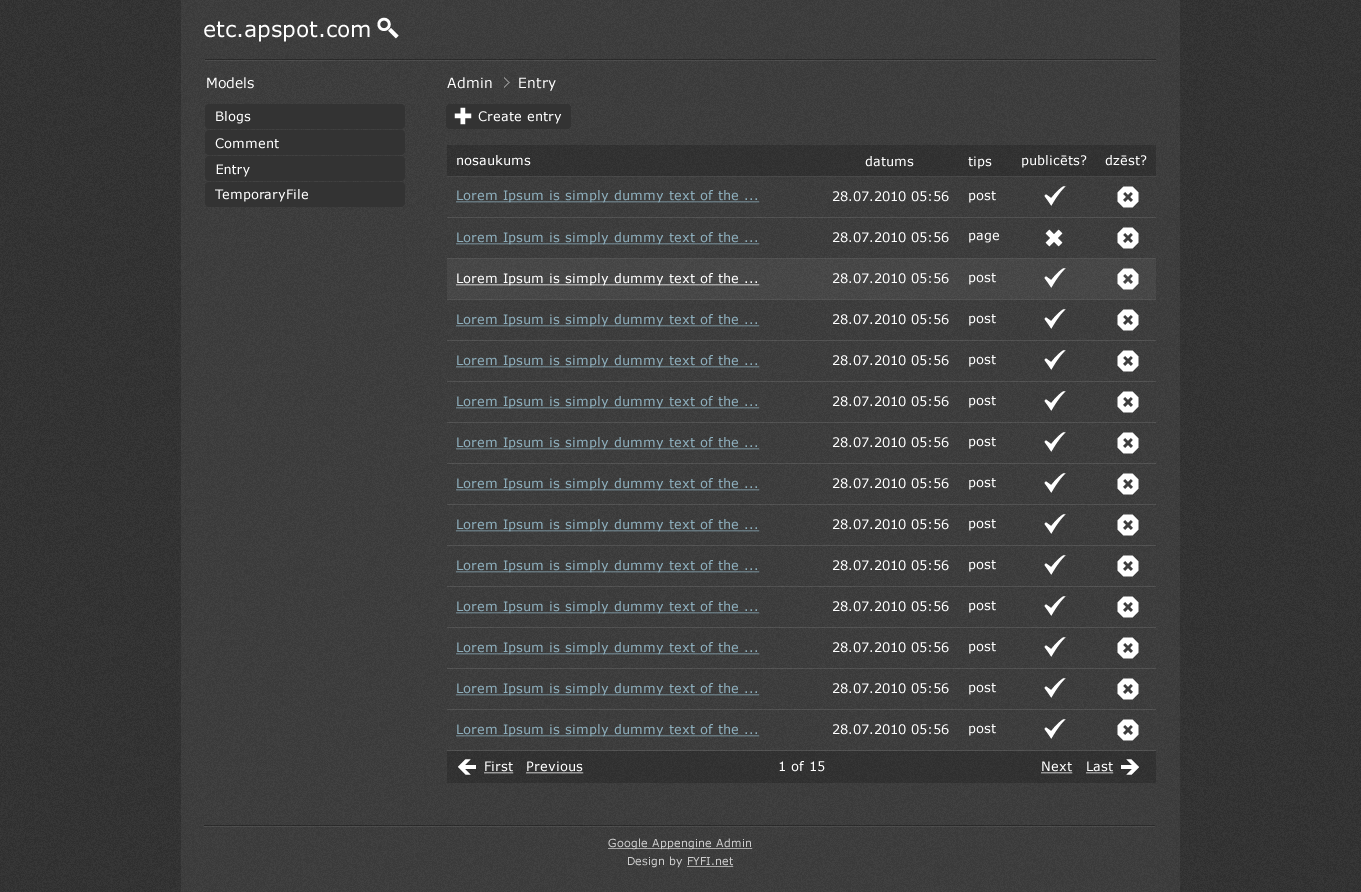 etc.apspot.com
Models
Blogs
Comment
Entry
TemporaryFile
Admin > Entry
Create entry
nosaukums datums tips publicēts? dzēst?
Lorem Ipsum is simply dummy text of the ... 28.07.2010 05:56 post
Lorem Ipsum is simply dummy text of the ... 28.07.2010 05:56 page
Lorem Ipsum is simply dummy text of the ... 28.07.2010 05:56 post
Lorem Ipsum is simply dummy text of the ... 28.07.2010 05:56 post
Lorem Ipsum is simply dummy text of the ... 28.07.2010 05:56 post
Lorem Ipsum is simply dummy text of the ... 28.07.2010 05:56 post
Lorem Ipsum is simply dummy text of the ... 28.07.2010 05:56 post
Lorem Ipsum is simply dummy text of the ... 28.07.2010 05:56 post
Lorem Ipsum is simply dummy text of the ... 28.07.2010 05:56 post
Lorem Ipsum is simply dummy text of the ... 28.07.2010 05:56 post
Lorem Ipsum is simply dummy text of the ... 28.07.2010 05:56 post
Lorem Ipsum is simply dummy text of the ... 28.07.2010 05:56 post
Lorem Ipsum is simply dummy text of the ... 28.07.2010 05:56 post
Lorem Ipsum is simply dummy text of the ... 28.07.2010 05:56 post
First Previous 1 of 15 Next Last
Google Appengine Admin
Design by FYFI.net